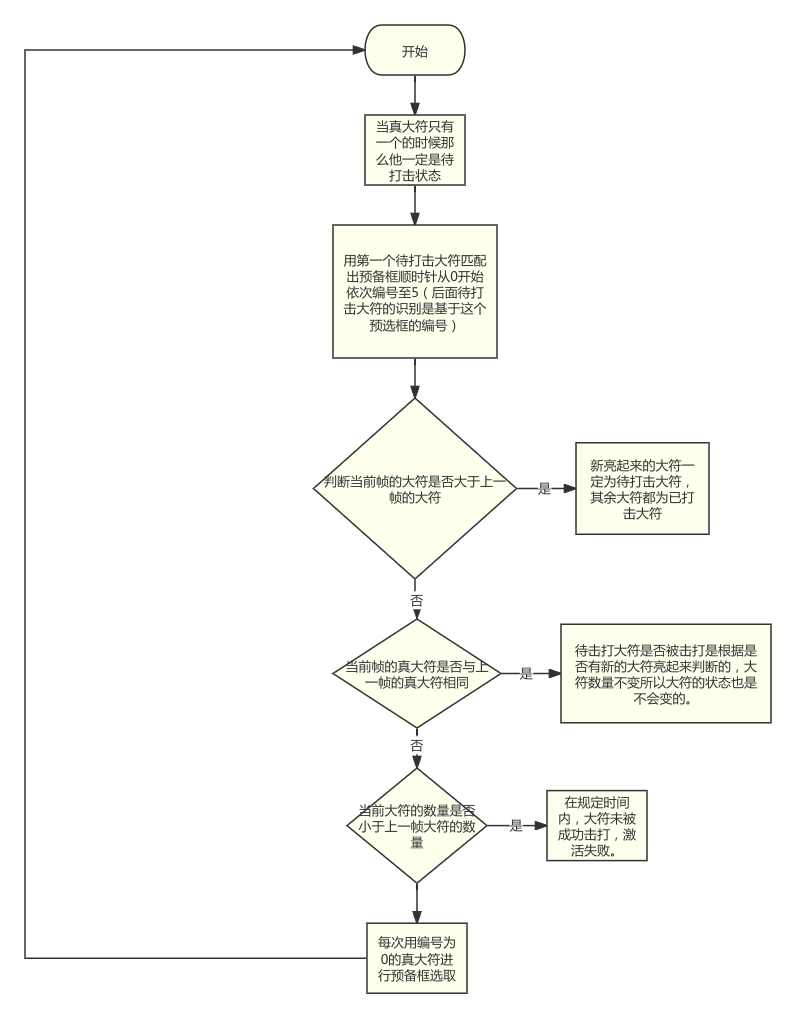 开始
当真大符只有
一个的时候那
么他一定是待
打击状态
用第一个待打击大符匹配
出预备框顺时针从0开始
依次编号至5（后面待打
击大符的识别是基于这个
预选框的编号）
判断当前帧的大符是否大于上一
帧的大符
是
新亮起来的大符一
定为待打击大符，
其余大符都为已打
击大符
否
当前帧的真大符是否与上
一帧的真大符相同
是
待击打大符是否被击打是根据是
否有新的大符亮起来判断的，大
符数量不变所以大符的状态也是
不会变的。
否
当前大符的数量是否
小于上一帧大符的数
量
是
在规定时间
内，大符未被
成功击打，激
活失败。
每次用编号为
0的真大符进
行预备框选取